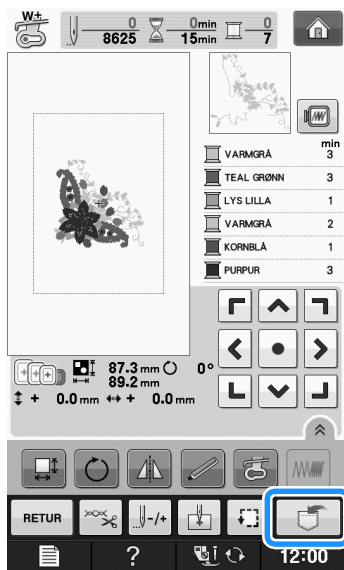 W±
0 0min 0
8625 15min 7
min
VARMGRÅ 3
TEAL GRØNN 3
LYS LILLA 1
VARMGRÅ 2
KORNBLÅ 1
PURPUR 3
87.3 mm 0°
89.2 mm
+ 0.0 mm + 0.0 mm
RETUR -/+
? 12:00